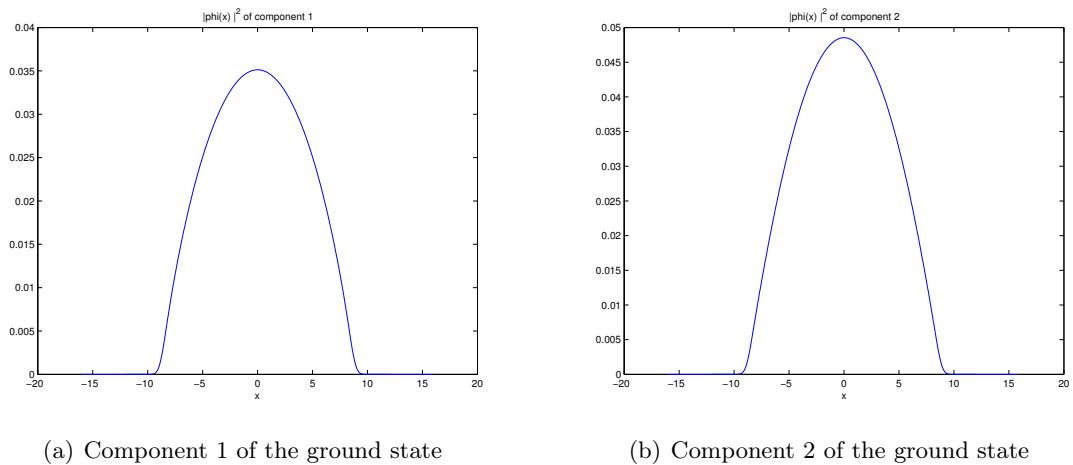 |phi(x) |² of component 1
0.04
0.035
0.03
0.025
0.02
0.015
0.01
0.005
0
−20 −15 −10 −5 0 5 10 15 20
x
(a) Component 1 of the ground state
|phi(x) |² of component 2
0.05
0.045
0.04
0.035
0.03
0.025
0.02
0.015
0.01
0.005
0
−20 −15 −10 −5 0 5 10 15 20
x
(b) Component 2 of the ground state